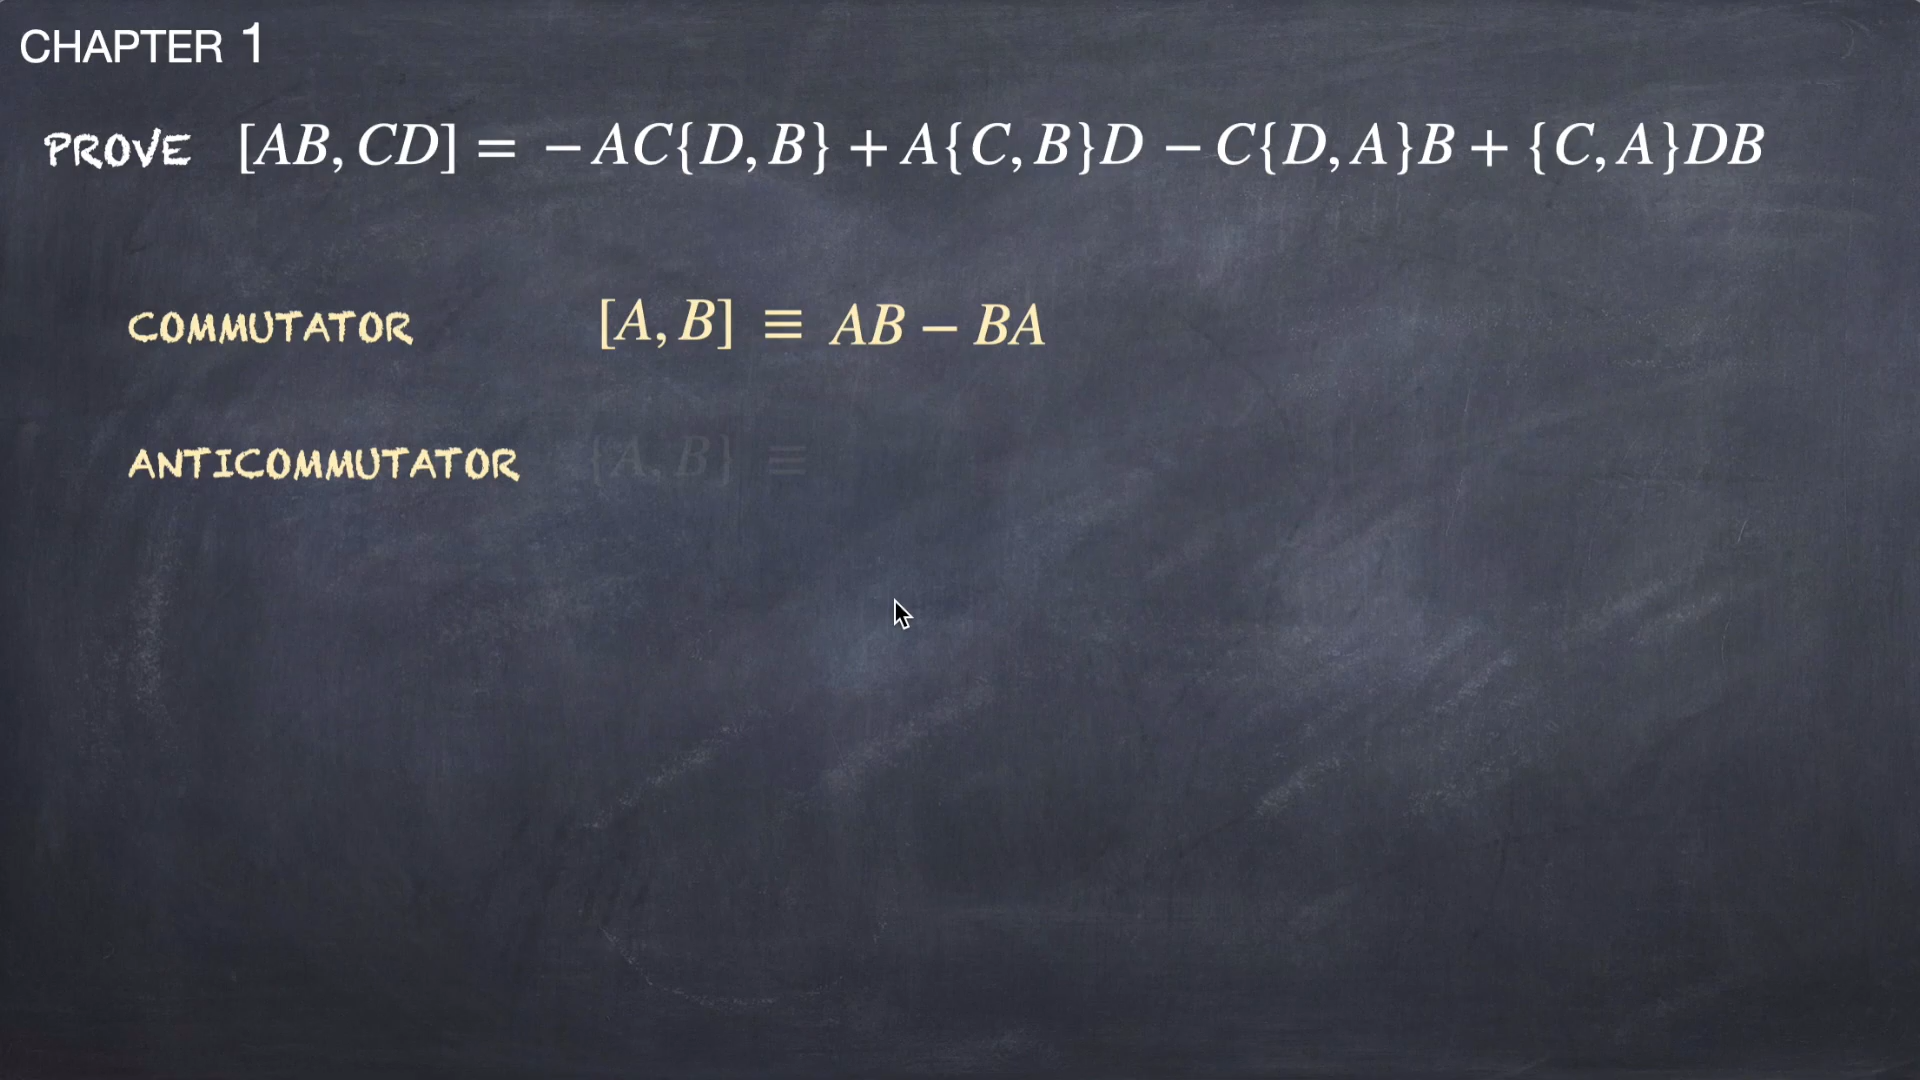 CHAPTER 1
PROVE [AB, CD] = −AC{D, B} + A{C, B}D − C{D, A}B + {C, A}DB
COMMUTATOR [A, B] ≡ AB − BA
ANTICOMMUTATOR {A, B} ≡